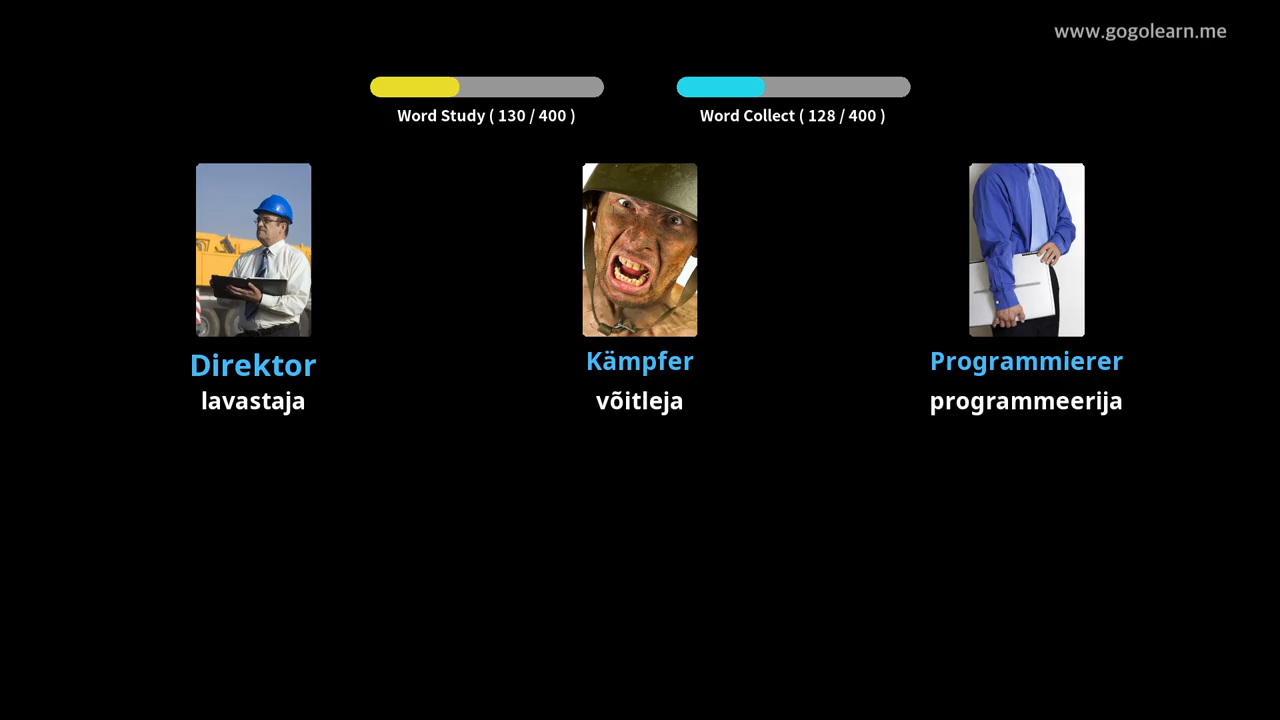 www.gogolearn.me
Word Study ( 130 / 400 )
Word Collect ( 128 / 400 )
Direktor
lavastaja
Kämpfer
võitleja
Programmierer
programmeerija